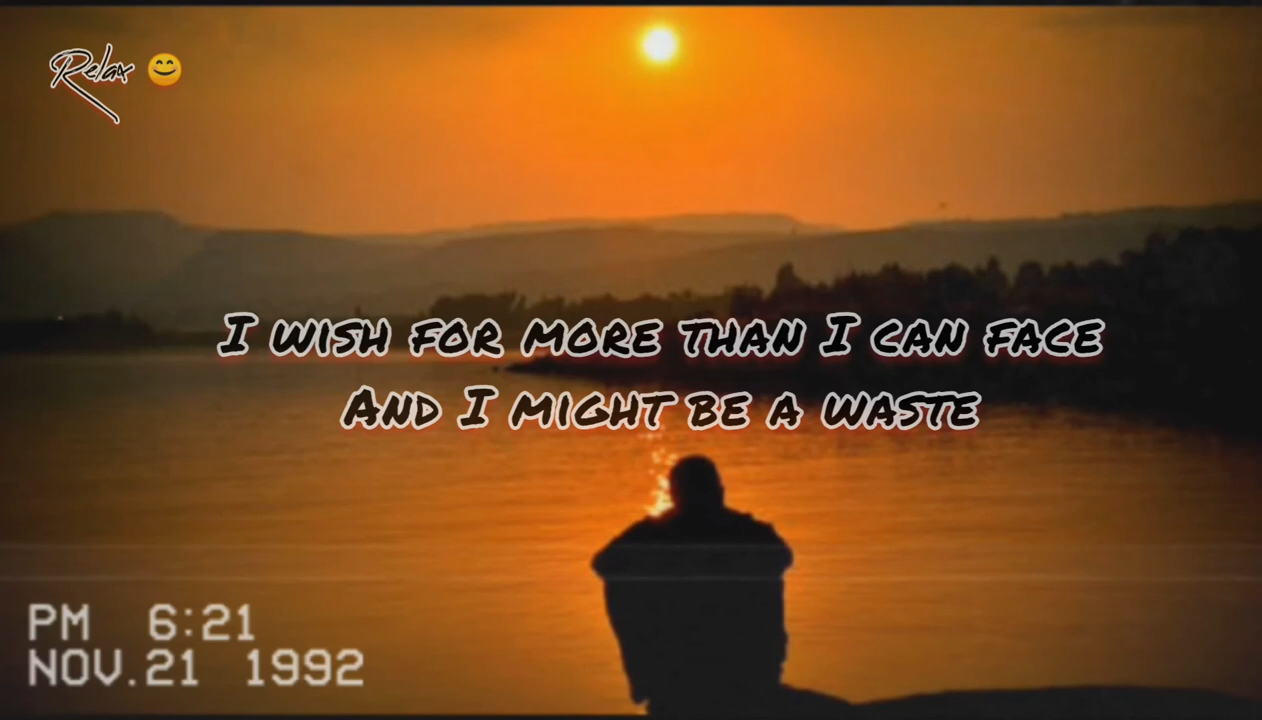 Relax 😊
I WISH FOR MORE THAN I CAN FACE
AND I MIGHT BE A WASTE
PM 6:21
NOV.21 1992